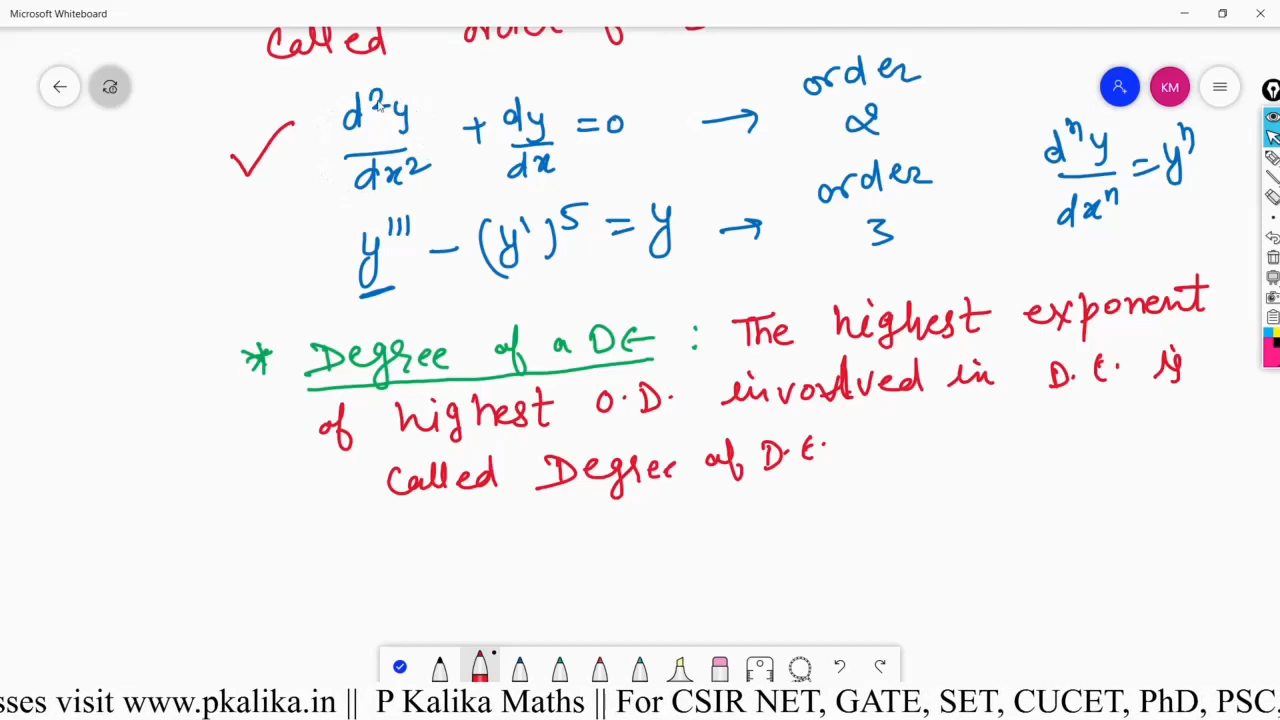 Microsoft Whiteboard
called order of
d²y/dx² + dy/dx = 0 → order 2
KM
dⁿy/dxⁿ = yⁿ
y''' - (y')⁵ = y → order 3
* Degree of a DE : The highest exponent
of highest O.D. involved in D.E. is
called Degree of D.E.
sses visit www.pkalika.in || P Kalika Maths || For CSIR NET, GATE, SET, CUCET, PhD, PSC,